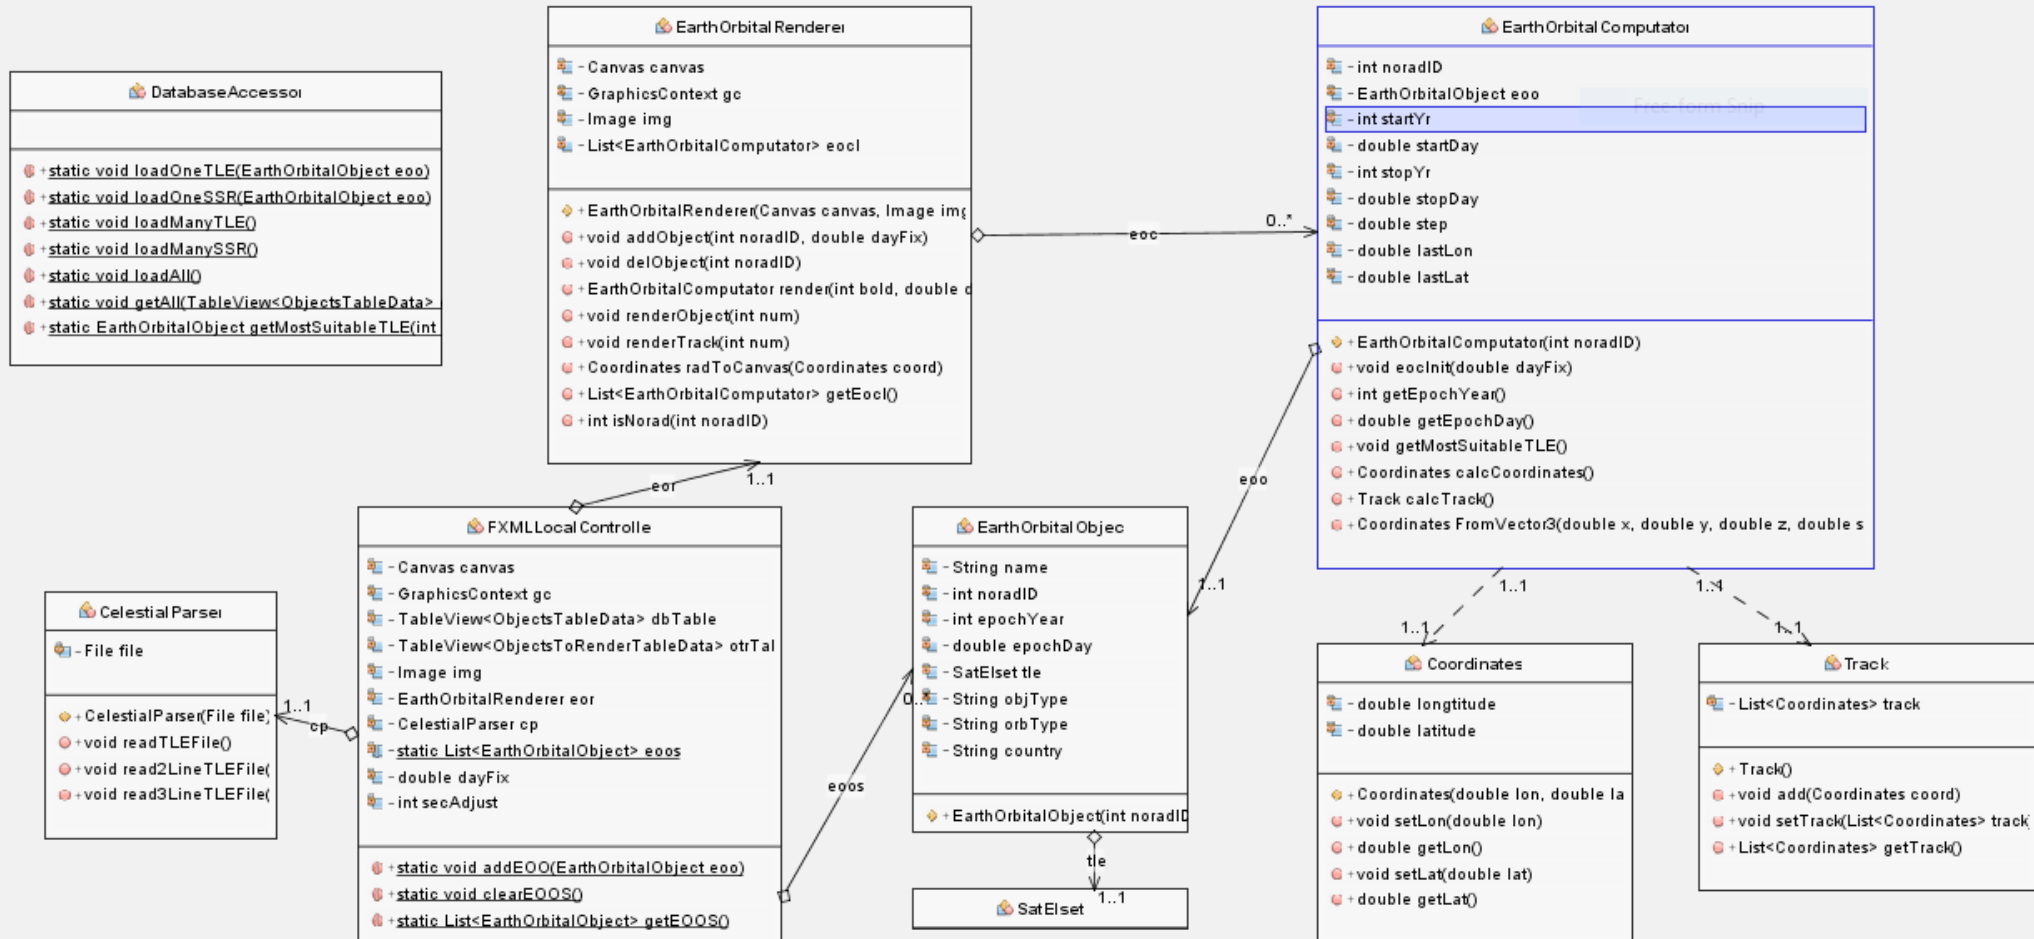 DatabaseAccessor
+static void loadOneTLE(EarthOrbitalObject eoo)
+static void loadOneSSR(EarthOrbitalObject eoo)
+static void loadManyTLE()
+static void loadManySSR()
+static void loadAll()
+static void getAll(TableView<ObjectsTableData>
+static EarthOrbitalObject getMostSuitableTLE(int
EarthOrbitalRenderer
-Canvas canvas
-GraphicsContext gc
-Image img
-List<EarthOrbitalComputator> eocl
+EarthOrbitalRenderer(Canvas canvas, Image img
+void addObject(int noradID, double dayFix)
+void delObject(int noradID)
+EarthOrbitalComputator render(int bold, double d
+void renderObject(int num)
+void renderTrack(int num)
+Coordinates radToCanvas(Coordinates coord)
+List<EarthOrbitalComputator> getEocl()
+int isNorad(int noradID)
eoc
0..*
EarthOrbitalComputator
-int noradID
-EarthOrbitalObject eoo
Free-form Snip
-int startYr
-double startDay
-int stopYr
-double stopDay
-double step
-double lastLon
-double lastLat
+EarthOrbitalComputator(int noradID)
+void eocInit(double dayFix)
+int getEpochYear()
+double getEpochDay()
+void getMostSuitableTLE()
+Coordinates calcCoordinates()
+Track calcTrack()
+Coordinates FromVector3(double x, double y, double z, double s
eor
1..1
eoo
1..1
CelestialParser
-File file
+CelestialParser(File file)
+void readTLEFile()
+void read2LineTLEFile(
+void read3LineTLEFile(
cp
1..1
FXMLLocalControlle
-Canvas canvas
-GraphicsContext gc
-TableView<ObjectsTableData> dbTable
-TableView<ObjectsToRenderTableData> otrTal
-Image img
-EarthOrbitalRenderer eor
-CelestialParser cp
-static List<EarthOrbitalObject> eoos
-double dayFix
-int secAdjust
+static void addEOO(EarthOrbitalObject eoo)
+static void clearEOOS()
+static List<EarthOrbitalObject> getEOOS()
eoos
0..*
EarthOrbitalObjec
-String name
-int noradID
-int epochYear
-double epochDay
-SatElset tle
-String objType
-String orbType
-String country
+EarthOrbitalObject(int noradID
tle
1..1
SatElset
1..1
1..1
Coordinates
-double longtitude
-double latitude
+Coordinates(double lon, double la
+void setLon(double lon)
+double getLon()
+void setLat(double lat)
+double getLat()
1..1
Track
-List<Coordinates> track
+Track()
+void add(Coordinates coord)
+void setTrack(List<Coordinates> track
+List<Coordinates> getTrack()